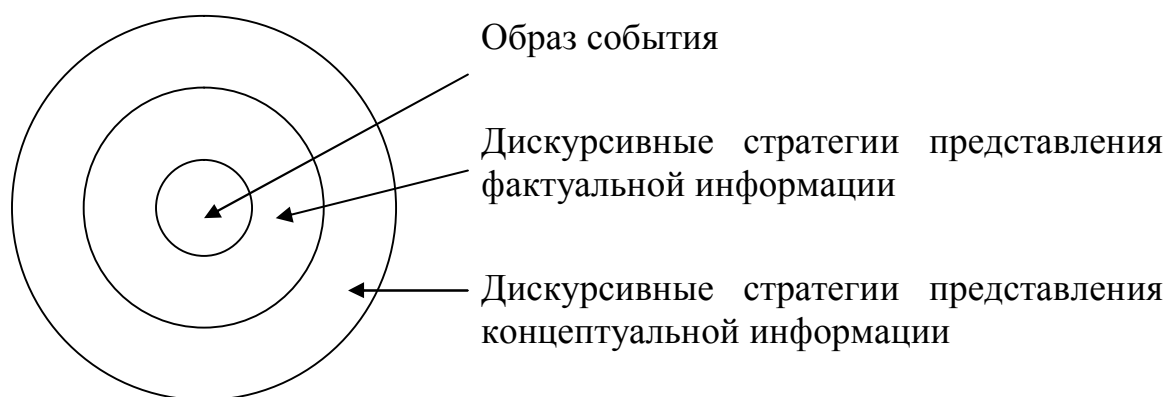 Образ события
Дискурсивные стратегии представления
фактуальной информации
Дискурсивные стратегии представления
концептуальной информации